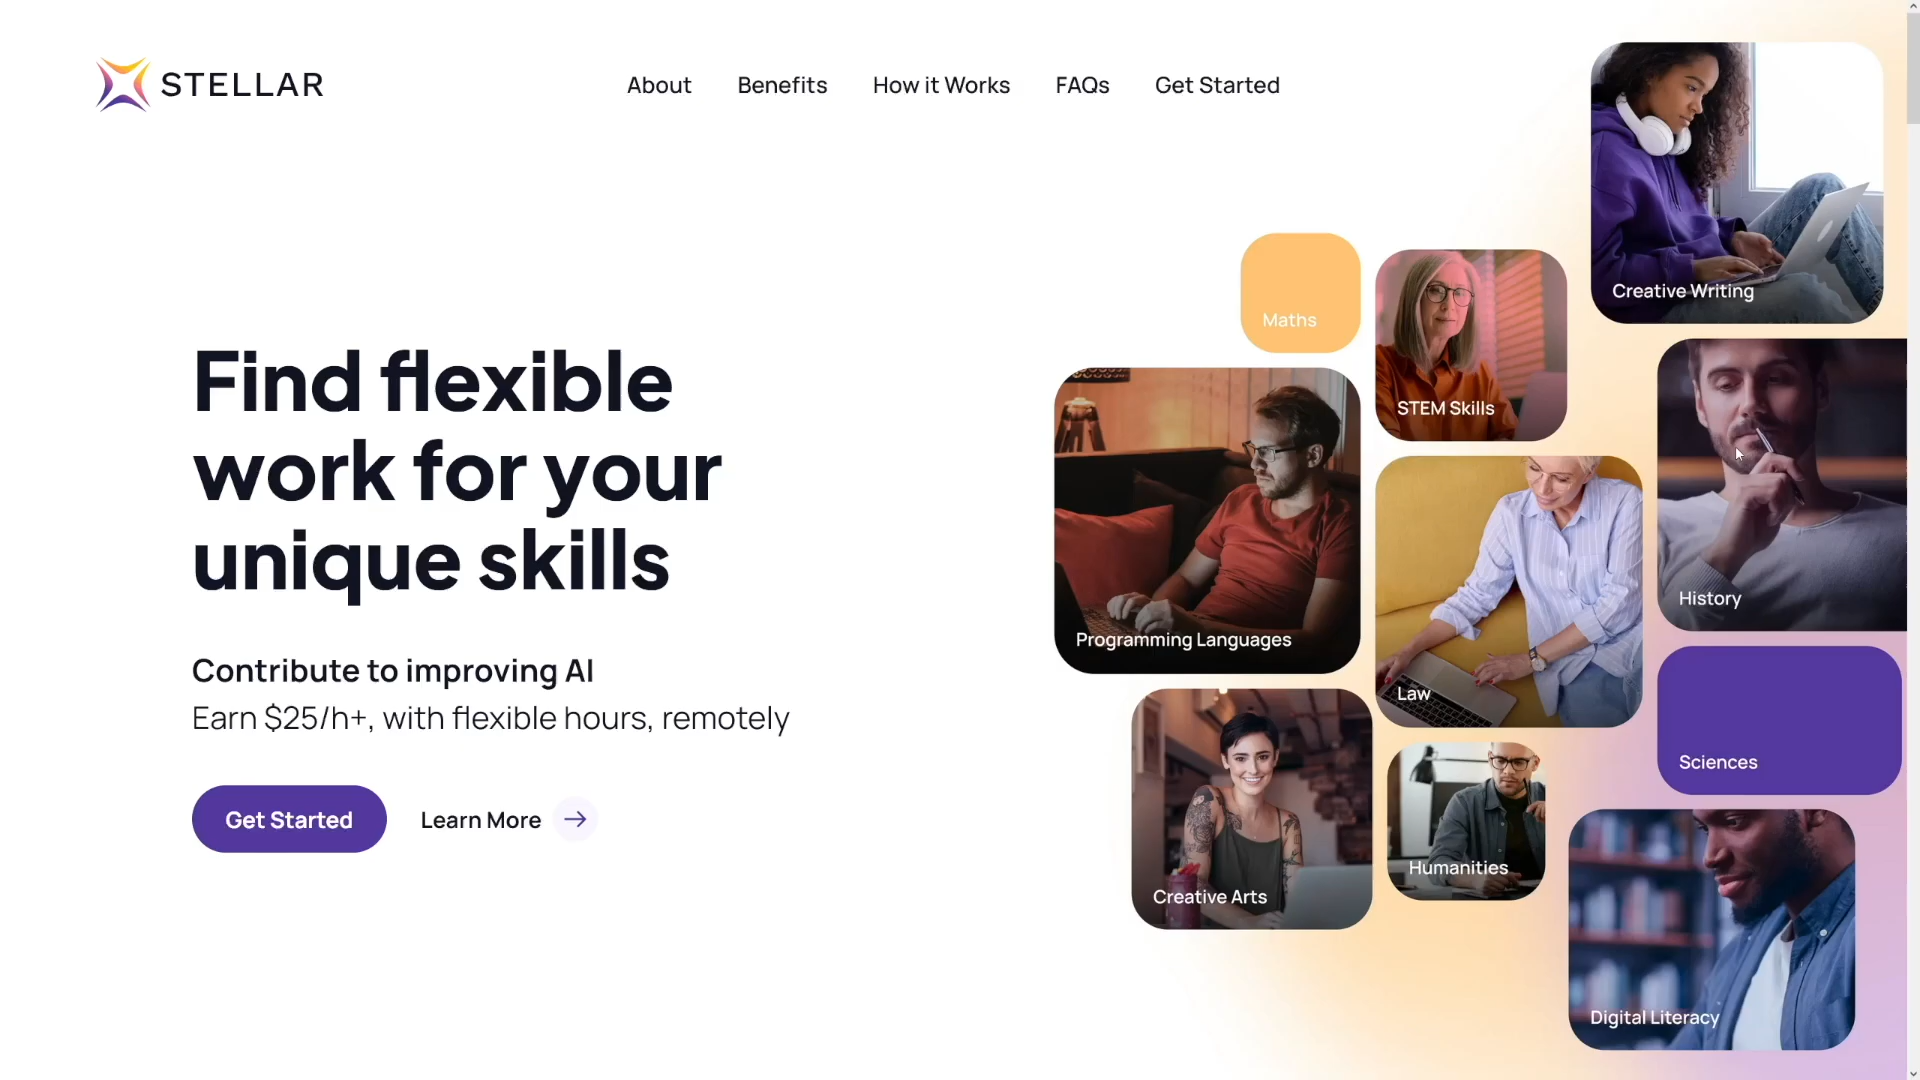 STELLAR
About
Benefits
How it Works
FAQs
Get Started
Find flexible
work for your
unique skills
Contribute to improving AI
Earn $25/h+, with flexible hours, remotely
Get Started
Learn More
Creative Writing
Maths
STEM Skills
History
Programming Languages
Law
Sciences
Creative Arts
Humanities
Digital Literacy